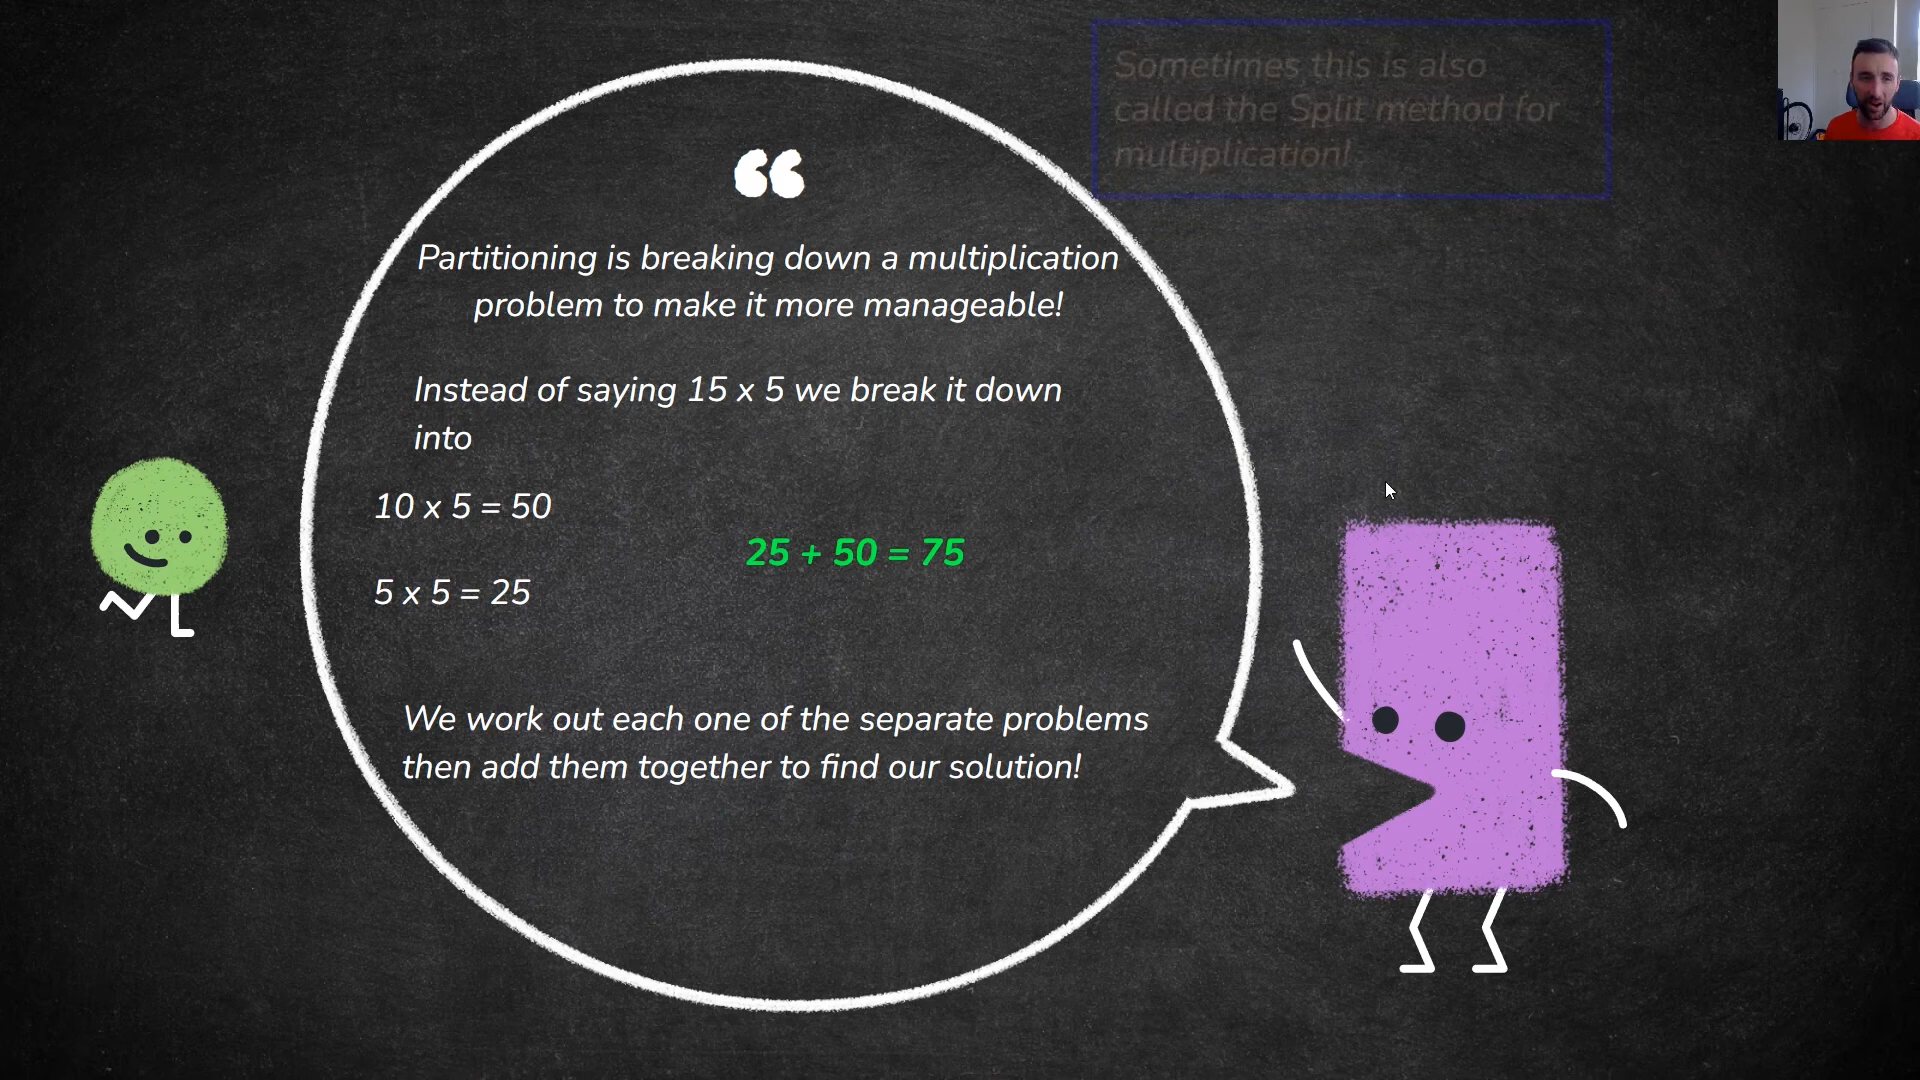 Sometimes this is also
called the Split method for
multiplication!
“
Partitioning is breaking down a multiplication
problem to make it more manageable!
Instead of saying 15 x 5 we break it down
into
10 x 5 = 50
25 + 50 = 75
5 x 5 = 25
We work out each one of the separate problems
then add them together to find our solution!